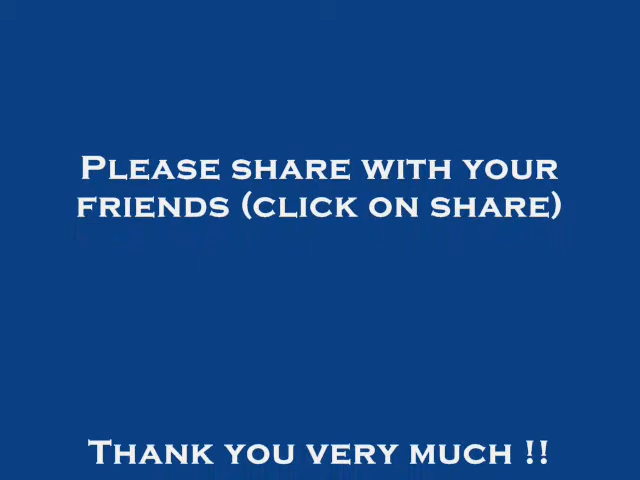 Please share with your
friends (click on share)
Thank you very much !!